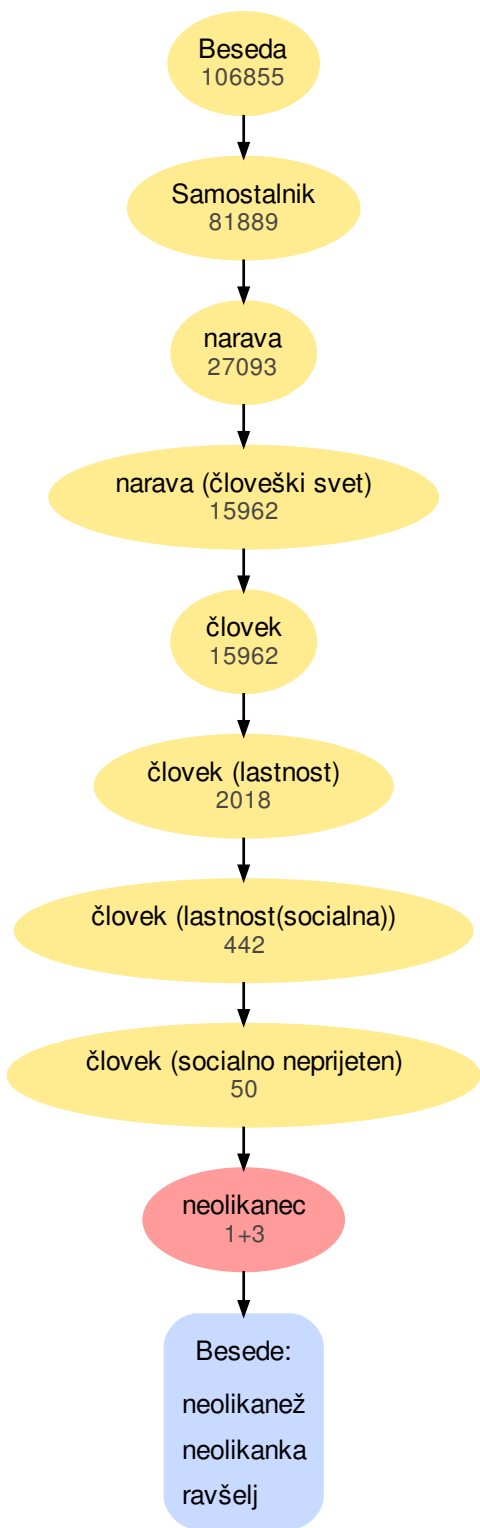 Beseda
106855
Samostalnik
81889
narava
27093
narava (človeški svet)
15962
človek
15962
človek (lastnost)
2018
človek (lastnost(socialna))
442
človek (socialno neprijeten)
50
neolikanec
1+3
Besede:
neolikanež
neolikanka
ravšelj